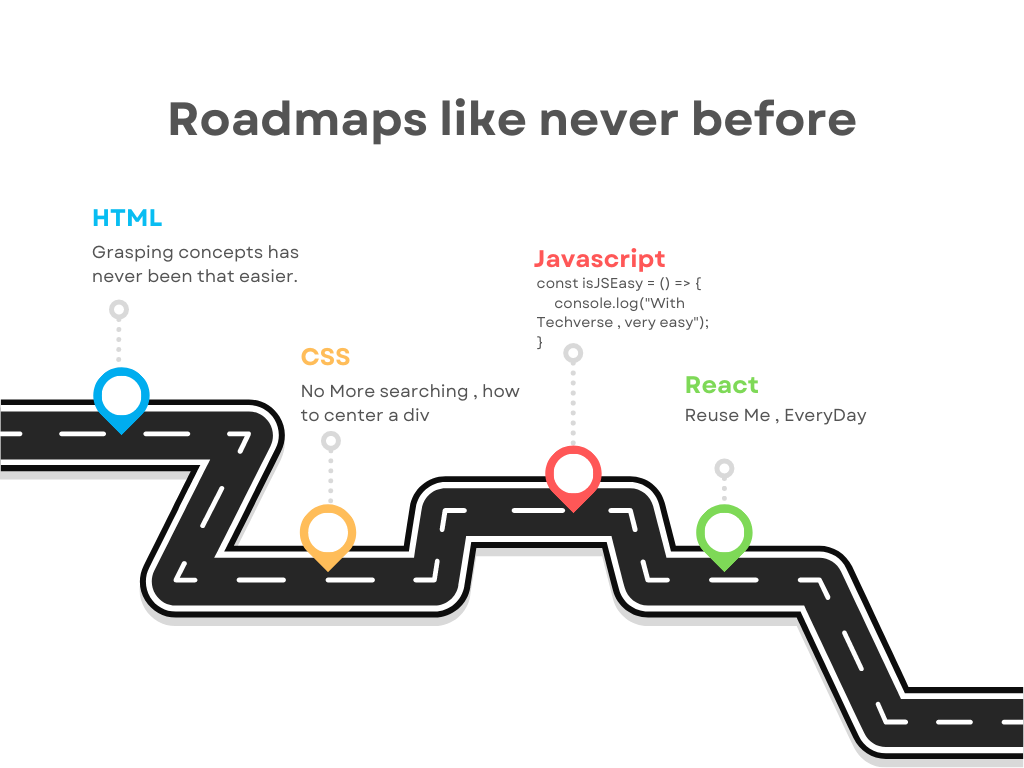 Roadmaps like never before
HTML
Grasping concepts has
never been that easier.
Javascript
const isJSEasy = () => {
console.log("With
Techverse , very easy");
}
CSS
No More searching , how
to center a div
React
Reuse Me , EveryDay